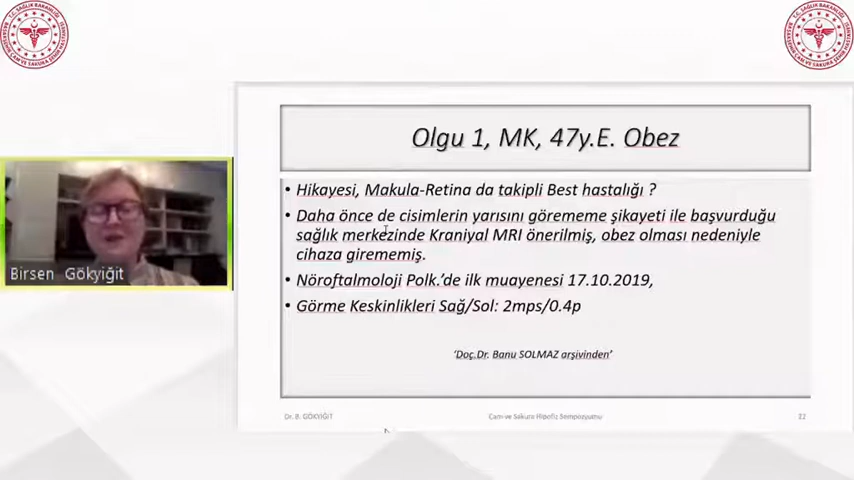 Olgu 1, MK, 47y.E. Obez
• Hikayesi, Makula-Retina da takipli Best hastalığı ?
• Daha önce de cisimlerin yarısını görememe şikayeti ile başvurduğu
sağlık merkezinde Kraniyal MRI önerilmiş, obez olması nedeniyle
cihaza girememiş.
• Nöroftalmoloji Polk.'de ilk muayenesi 17.10.2019,
• Görme Keskinlikleri Sağ/Sol: 2mps/0.4p
'Doç.Dr. Banu SOLMAZ arşivinden'
Birsen Gökyiğit
Dr. B. GÖKYİĞİT
Çam ve Sakura Hipofiz Sempozyumu
22